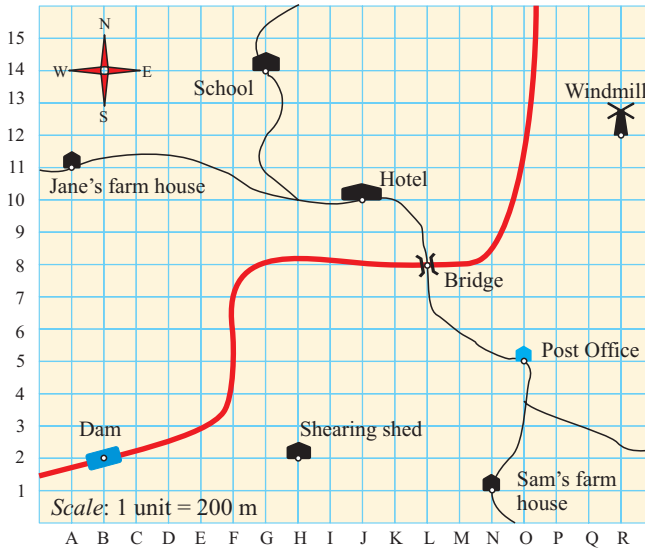 N
W E
S
15
14
13
12
11
10
9
8
7
6
5
4
3
2
1
School
Windmill
Jane's farm house
Hotel
Bridge
Post Office
Dam
Shearing shed
Sam's farm
house
Scale: 1 unit = 200 m
A B C D E F G H I J K L M N O P Q R